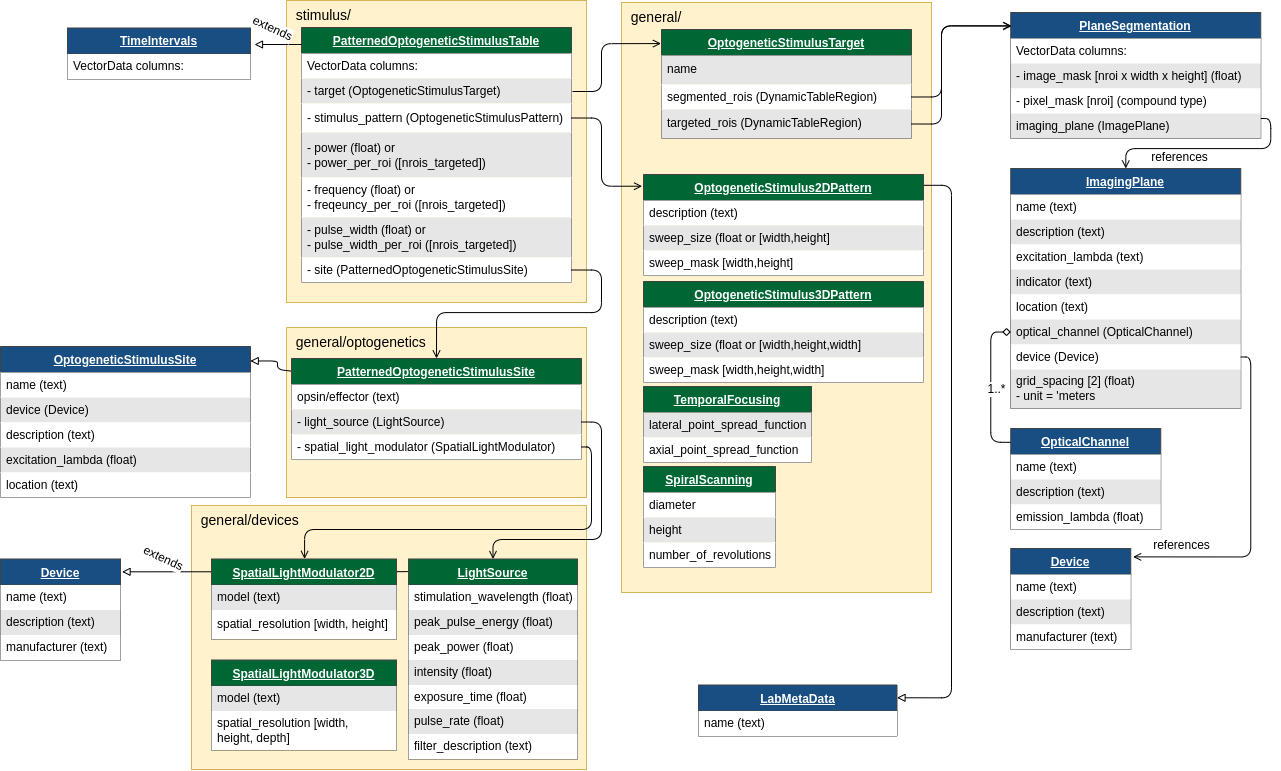 stimulus/
extends
TimeIntervals
VectorData columns:
PatternedOptogeneticStimulusTable
VectorData columns:
- target (OptogeneticStimulusTarget)
- stimulus_pattern (OptogeneticStimulusPattern)
- power (float) or
- power_per_roi ([nrois_targeted])
- frequency (float) or
- freqeuncy_per_roi ([nrois_targeted])
- pulse_width (float) or
- pulse_width_per_roi ([nrois_targeted])
- site (PatternedOptogeneticStimulusSite)
general/
OptogeneticStimulusTarget
name
segmented_rois (DynamicTableRegion)
targeted_rois (DynamicTableRegion)
OptogeneticStimulus2DPattern
description (text)
sweep_size (float or [width,height]
sweep_mask [width,height]
OptogeneticStimulus3DPattern
description (text)
sweep_size (float or [width,height,width]
sweep_mask [width,height,width]
TemporalFocusing
lateral_point_spread_function
axial_point_spread_function
SpiralScanning
diameter
height
number_of_revolutions
PlaneSegmentation
VectorData columns:
- image_mask [nroi x width x height] (float)
- pixel_mask [nroi] (compound type)
imaging_plane (ImagePlane)
references
ImagingPlane
name (text)
description (text)
excitation_lambda (text)
indicator (text)
location (text)
optical_channel (OpticalChannel)
device (Device)
grid_spacing [2] (float)
- unit = 'meters
1..*
OpticalChannel
name (text)
description (text)
emission_lambda (float)
references
Device
name (text)
description (text)
manufacturer (text)
general/optogenetics
OptogeneticStimulusSite
name (text)
device (Device)
description (text)
excitation_lambda (float)
location (text)
PatternedOptogeneticStimulusSite
opsin/effector (text)
- light_source (LightSource)
- spatial_light_modulator (SpatialLightModulator)
general/devices
extends
Device
name (text)
description (text)
manufacturer (text)
SpatialLightModulator2D
model (text)
spatial_resolution [width, height]
SpatialLightModulator3D
model (text)
spatial_resolution [width,
height, depth]
LightSource
stimulation_wavelength (float)
peak_pulse_energy (float)
peak_power (float)
intensity (float)
exposure_time (float)
pulse_rate (float)
filter_description (text)
LabMetaData
name (text)